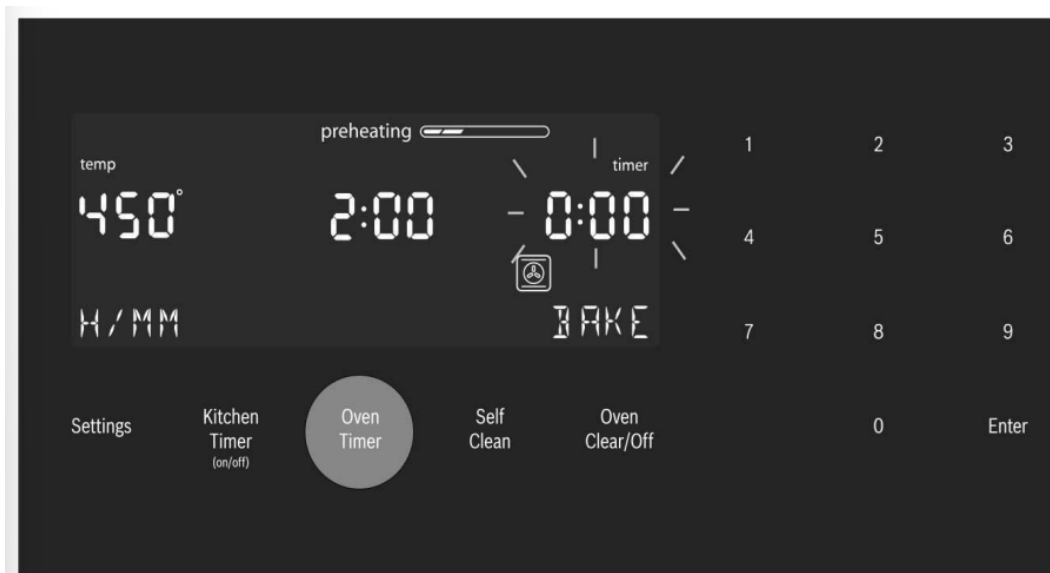 preheating
temp
timer
450° 2:00 0:00
H/MM BAKE
1 2 3
4 5 6
7 8 9
0 Enter
Settings
Kitchen
Timer
(on/off)
Oven
Timer
Self
Clean
Oven
Clear/Off